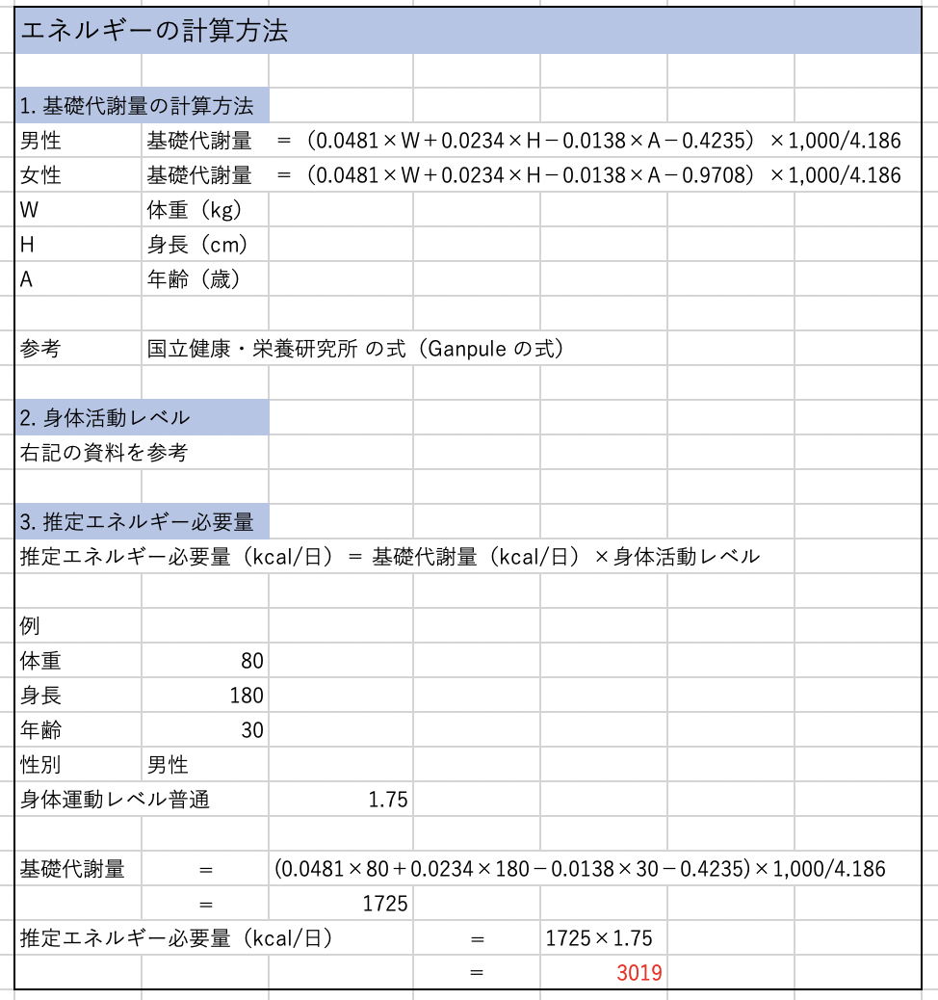 エネルギーの計算方法
1. 基礎代謝量の計算方法
男性 基礎代謝量 = （0.0481×W＋0.0234×H－0.0138×A－0.4235）×1,000/4.186
女性 基礎代謝量 = （0.0481×W＋0.0234×H－0.0138×A－0.9708）×1,000/4.186
W 体重（kg）
H 身長（cm）
A 年齢（歳）
参考 国立健康・栄養研究所 の式（Ganpule の式）
2. 身体活動レベル
右記の資料を参考
3. 推定エネルギー必要量
推定エネルギー必要量（kcal/日）= 基礎代謝量（kcal/日）×身体活動レベル
例
体重 80
身長 180
年齢 30
性別 男性
身体運動レベル普通 1.75
基礎代謝量 = (0.0481×80＋0.0234×180－0.0138×30－0.4235)×1,000/4.186
= 1725
推定エネルギー必要量（kcal/日） = 1725×1.75
= 3019